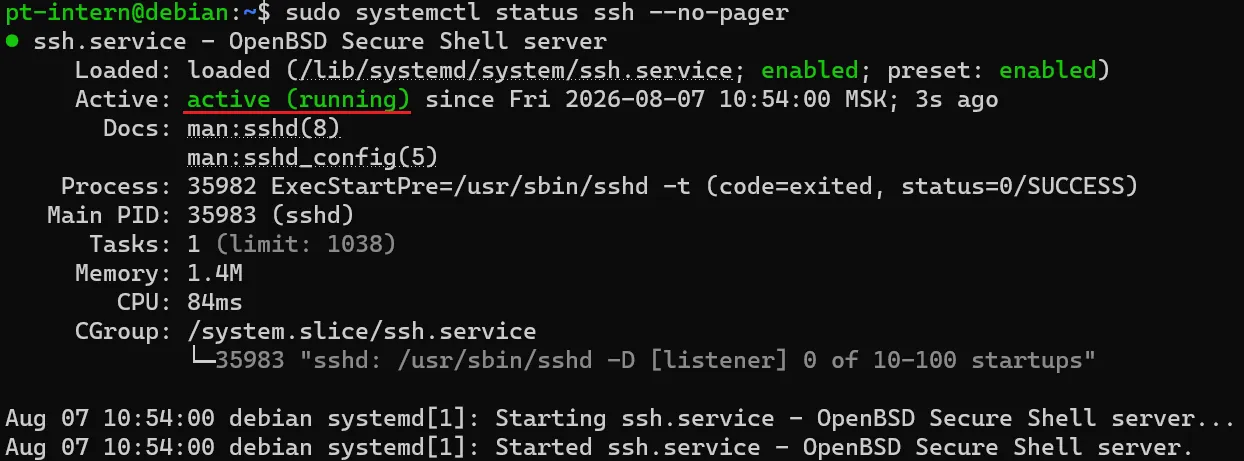 pt-intern@debian:~$ sudo systemctl status ssh --no-pager
● ssh.service - OpenBSD Secure Shell server
Loaded: loaded (/lib/systemd/system/ssh.service; enabled; preset: enabled)
Active: active (running) since Fri 2026-08-07 10:54:00 MSK; 3s ago
Docs: man:sshd(8)
man:sshd_config(5)
Process: 35982 ExecStartPre=/usr/sbin/sshd -t (code=exited, status=0/SUCCESS)
Main PID: 35983 (sshd)
Tasks: 1 (limit: 1038)
Memory: 1.4M
CPU: 84ms
CGroup: /system.slice/ssh.service
└─35983 "sshd: /usr/sbin/sshd -D [listener] 0 of 10-100 startups"
Aug 07 10:54:00 debian systemd[1]: Starting ssh.service - OpenBSD Secure Shell server...
Aug 07 10:54:00 debian systemd[1]: Started ssh.service - OpenBSD Secure Shell server.